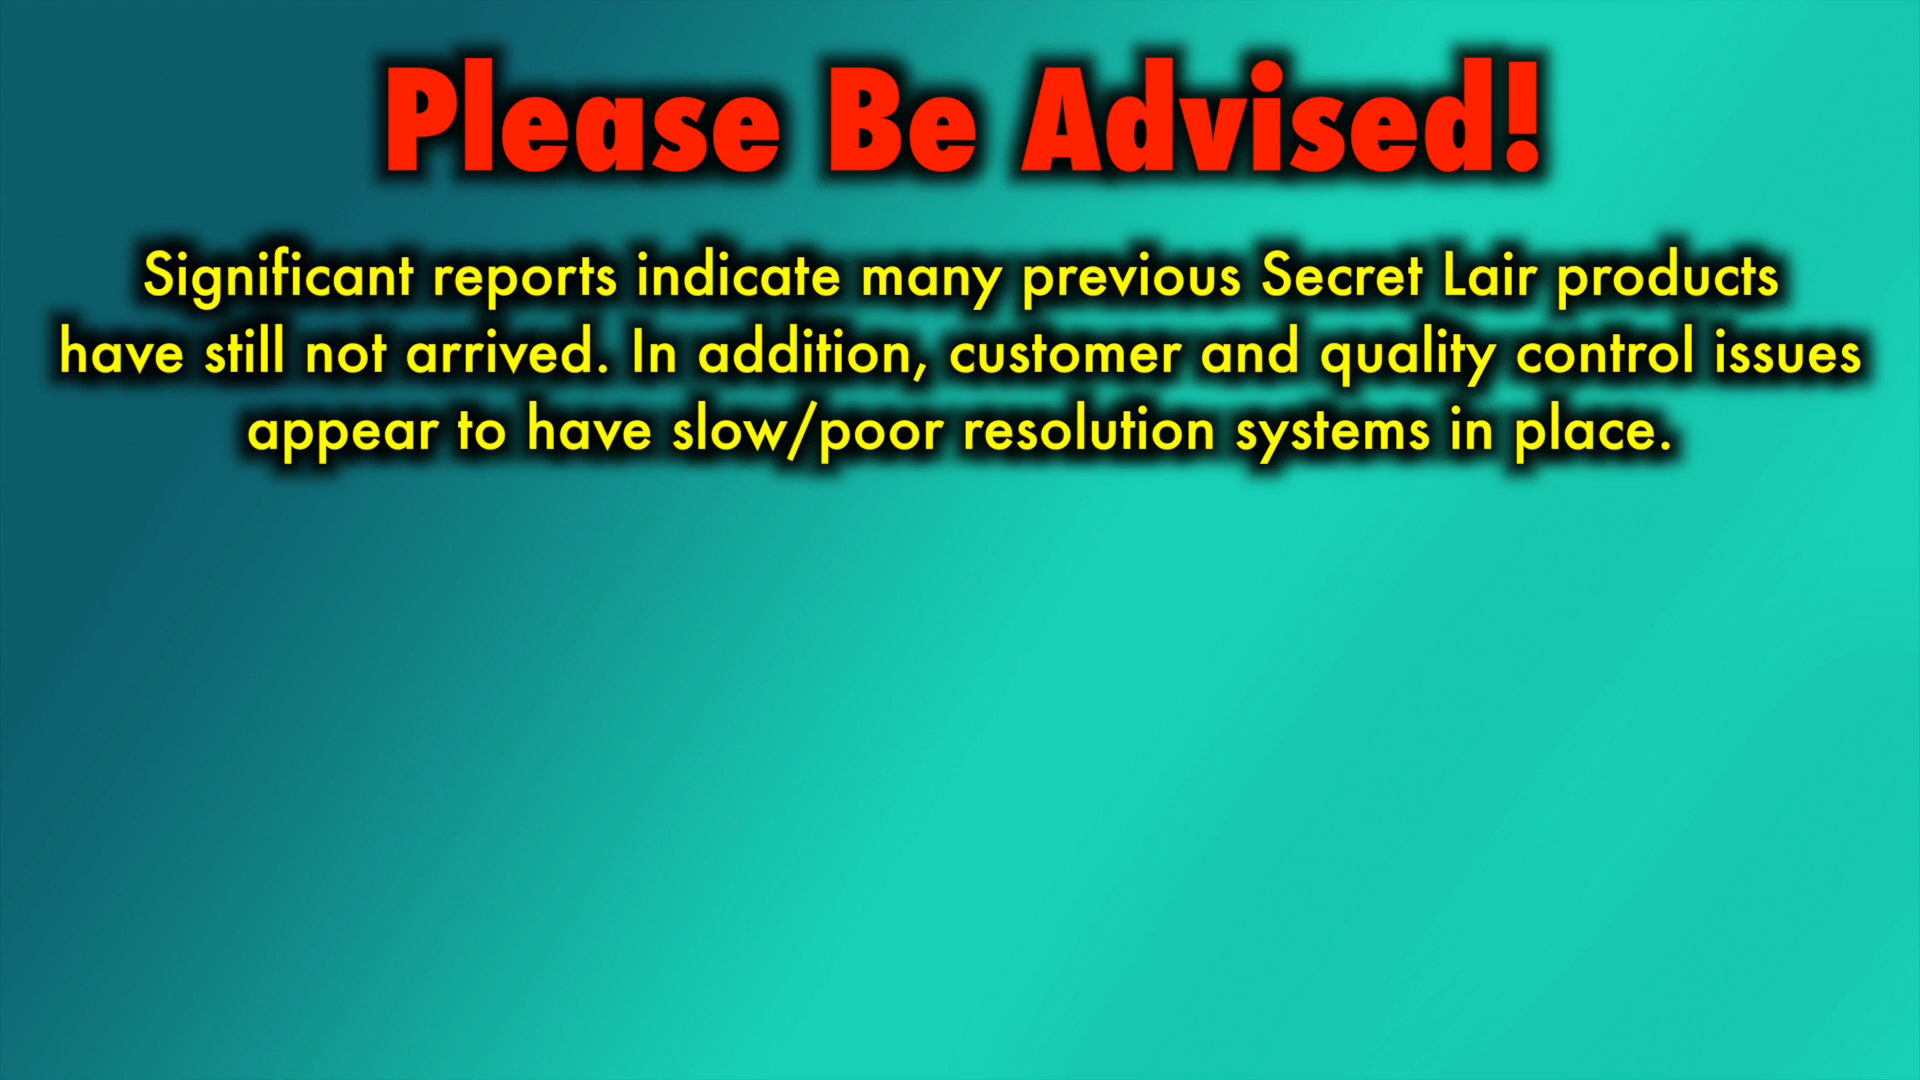 Please Be Advised!
Significant reports indicate many previous Secret Lair products
have still not arrived. In addition, customer and quality control issues
appear to have slow/poor resolution systems in place.